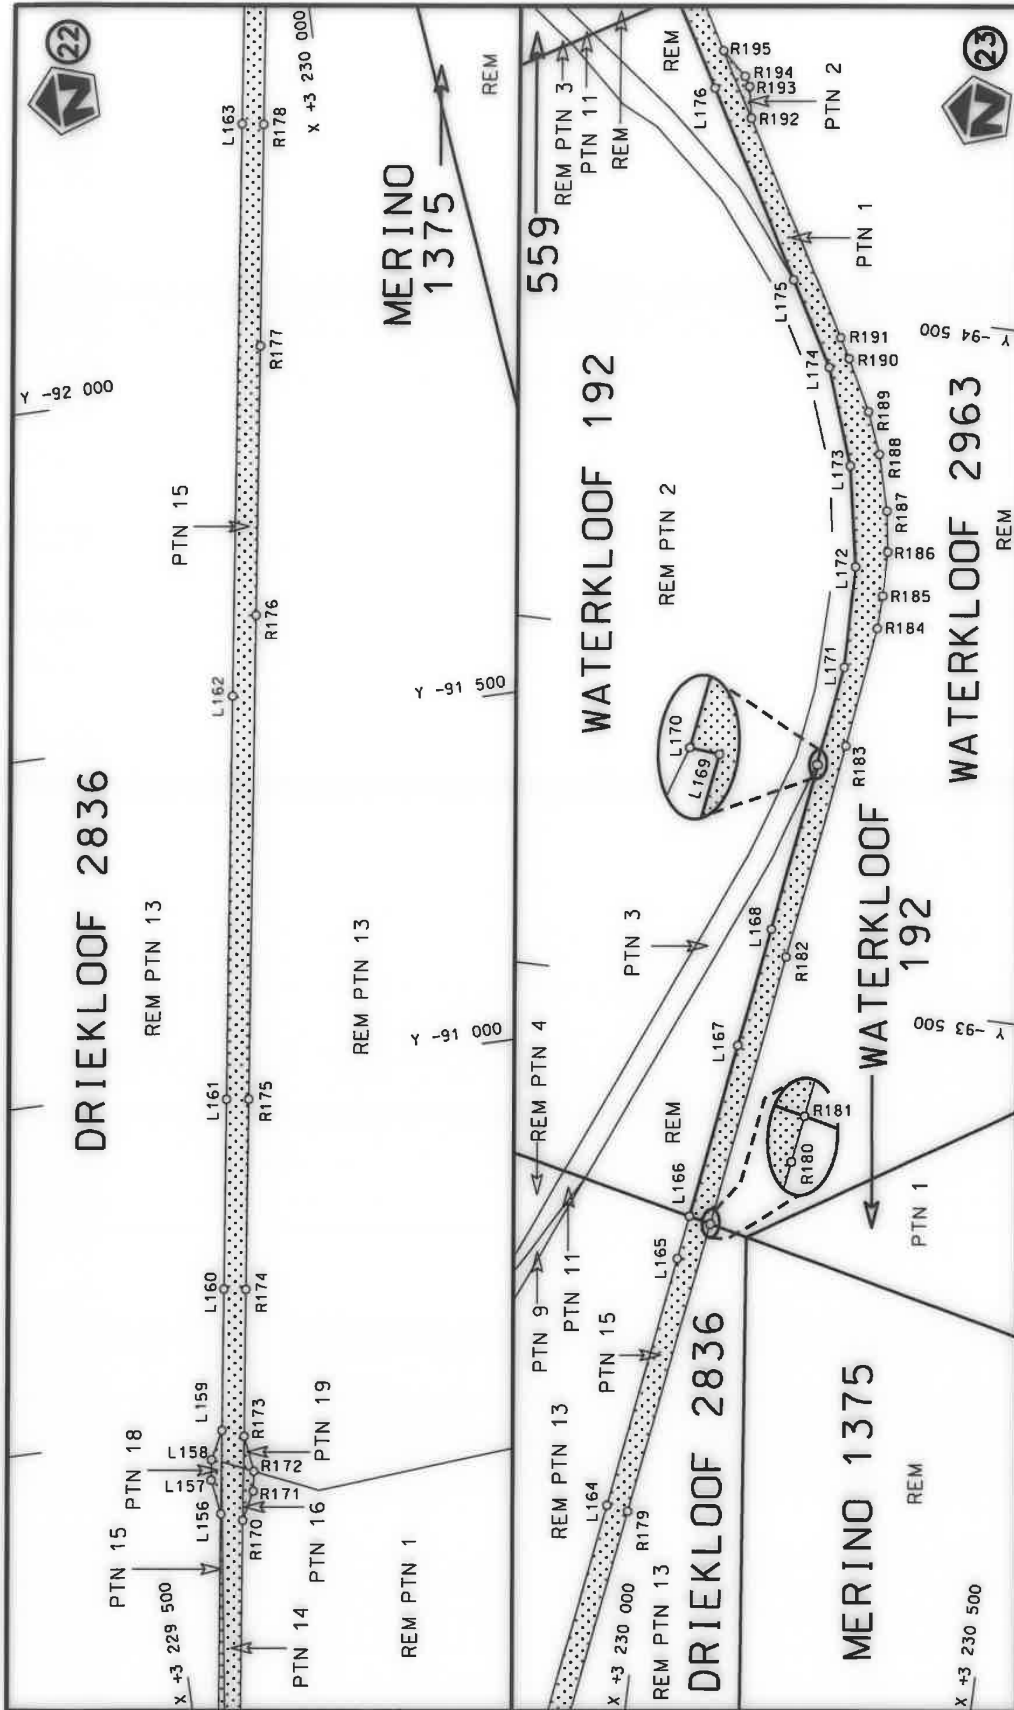 22
N
X +3 230 000
L163
R178
REM
MERINO
1375
R177
Y -92 000
PTN 15
R176
L162
Y -91 500
DRIEKLOOF 2836
REM PTN 13
REM PTN 13
Y -91 000
L161
R175
L160
R174
L159
R173
PTN 19
L158
PTN 18
R172
L157
R171
L156
R170
PTN 16
PTN 15
REM PTN 1
X +3 229 500
PTN 14
23
N
REM
R195
R194
R193
PTN 2
R192
L176
559
REM PTN 3
PTN 11
REM
PTN 1
L175
R191
R190
L174
Y -94 500
R189
WATERKLOOF 192
REM PTN 2
L173
R188
R187
R186
WATERKLOOF 2963
REM
L172
R185
R184
L171
L170
L169
R183
PTN 3
L168
R182
WATERKLOOF
192
L167
Y -93 500
REM PTN 4
REM
R181
R180
L166
PTN 1
L165
PTN 9
PTN 11
PTN 15
REM PTN 13
L164
R179
DRIEKLOOF 2836
X +3 230 000
REM PTN 13
MERINO 1375
REM
X +3 230 500